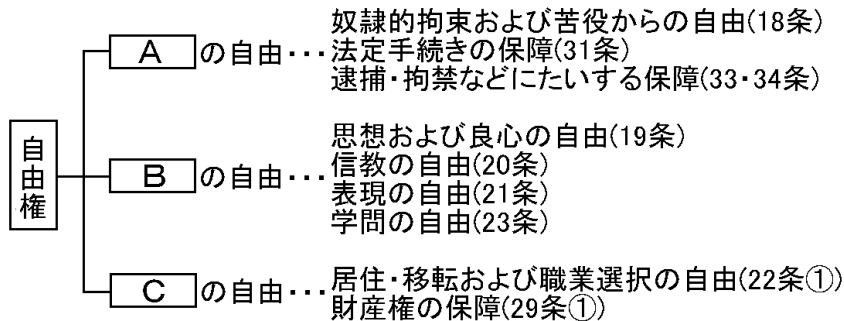 奴隷的拘束および苦役からの自由(18条)
A の自由・・・法定手続きの保障(31条)
逮捕・拘禁などにたいする保障(33・34条)
自由権
思想および良心の自由(19条)
B の自由・・・信教の自由(20条)
表現の自由(21条)
学問の自由(23条)
C の自由・・・居住・移転および職業選択の自由(22条①)
財産権の保障(29条①)